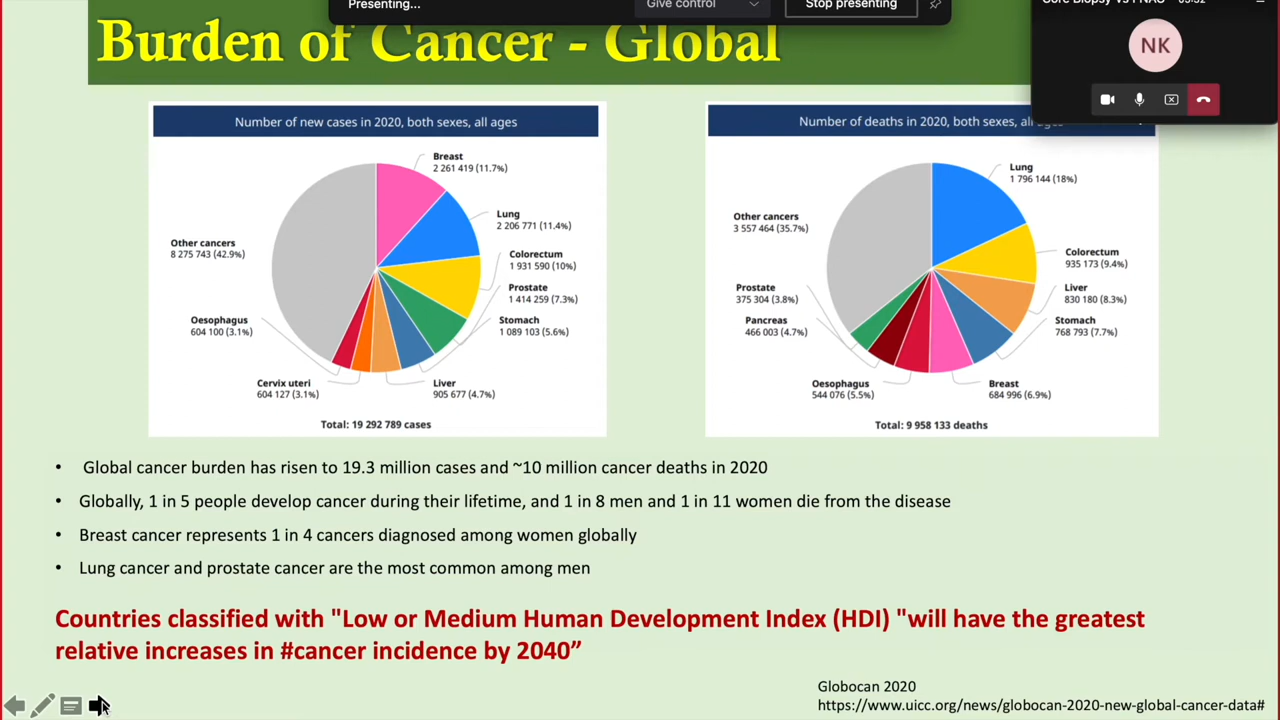 Presenting...
Give control
Stop presenting
NK
Burden of Cancer - Global
Number of new cases in 2020, both sexes, all ages
Breast
2 261 419 (11.7%)
Lung
2 206 771 (11.4%)
Colorectum
1 931 590 (10%)
Prostate
1 414 259 (7.3%)
Stomach
1 089 103 (5.6%)
Liver
905 677 (4.7%)
Cervix uteri
604 127 (3.1%)
Oesophagus
604 100 (3.1%)
Other cancers
8 275 743 (42.9%)
Total: 19 292 789 cases
Number of deaths in 2020, both sexes, all ages
Lung
1 796 144 (18%)
Colorectum
935 173 (9.4%)
Liver
830 180 (8.3%)
Stomach
768 793 (7.7%)
Breast
684 996 (6.9%)
Oesophagus
544 076 (5.5%)
Pancreas
466 003 (4.7%)
Prostate
375 304 (3.8%)
Other cancers
3 557 464 (35.7%)
Total: 9 958 133 deaths
• Global cancer burden has risen to 19.3 million cases and ~10 million cancer deaths in 2020
• Globally, 1 in 5 people develop cancer during their lifetime, and 1 in 8 men and 1 in 11 women die from the disease
• Breast cancer represents 1 in 4 cancers diagnosed among women globally
• Lung cancer and prostate cancer are the most common among men
Countries classified with "Low or Medium Human Development Index (HDI) "will have the greatest
relative increases in #cancer incidence by 2040”
Globocan 2020
https://www.uicc.org/news/globocan-2020-new-global-cancer-data#